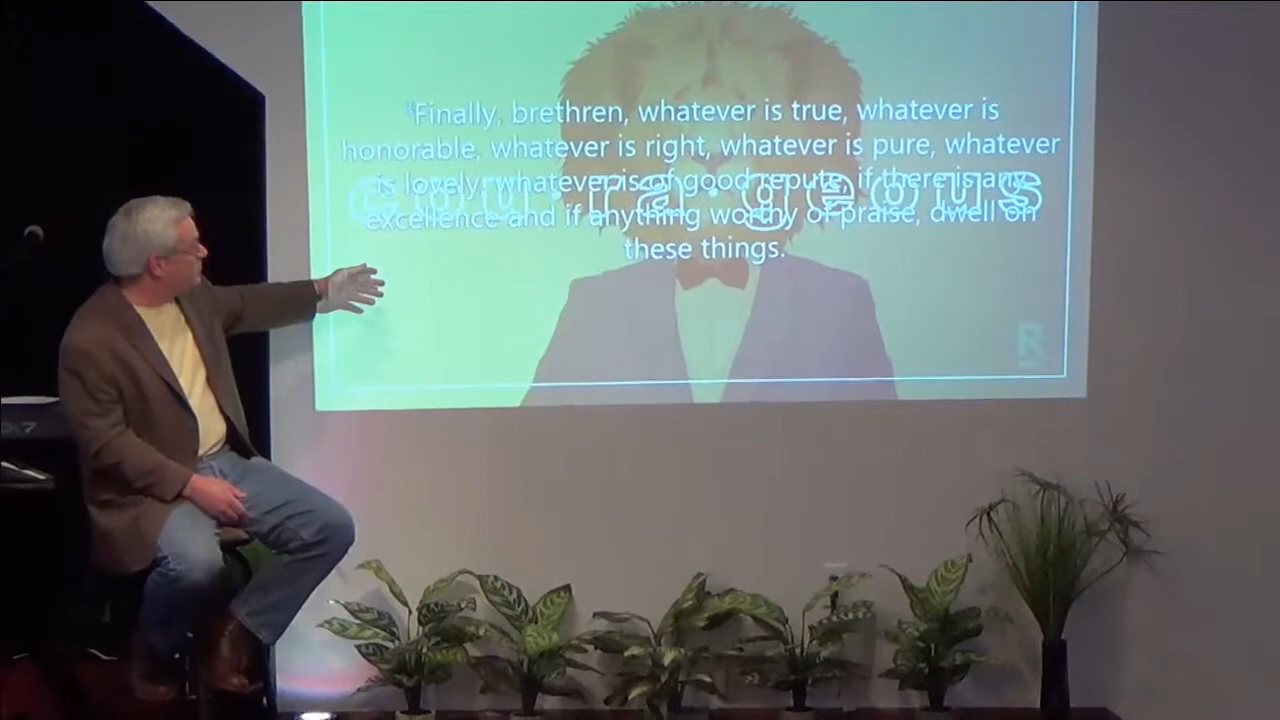 ⁸Finally, brethren, whatever is true, whatever is
honorable, whatever is right, whatever is pure, whatever
is lovely, whatever is of good repute, if there is any
cou·ra·geous
excellence and if anything worthy of praise, dwell on
these things.
R